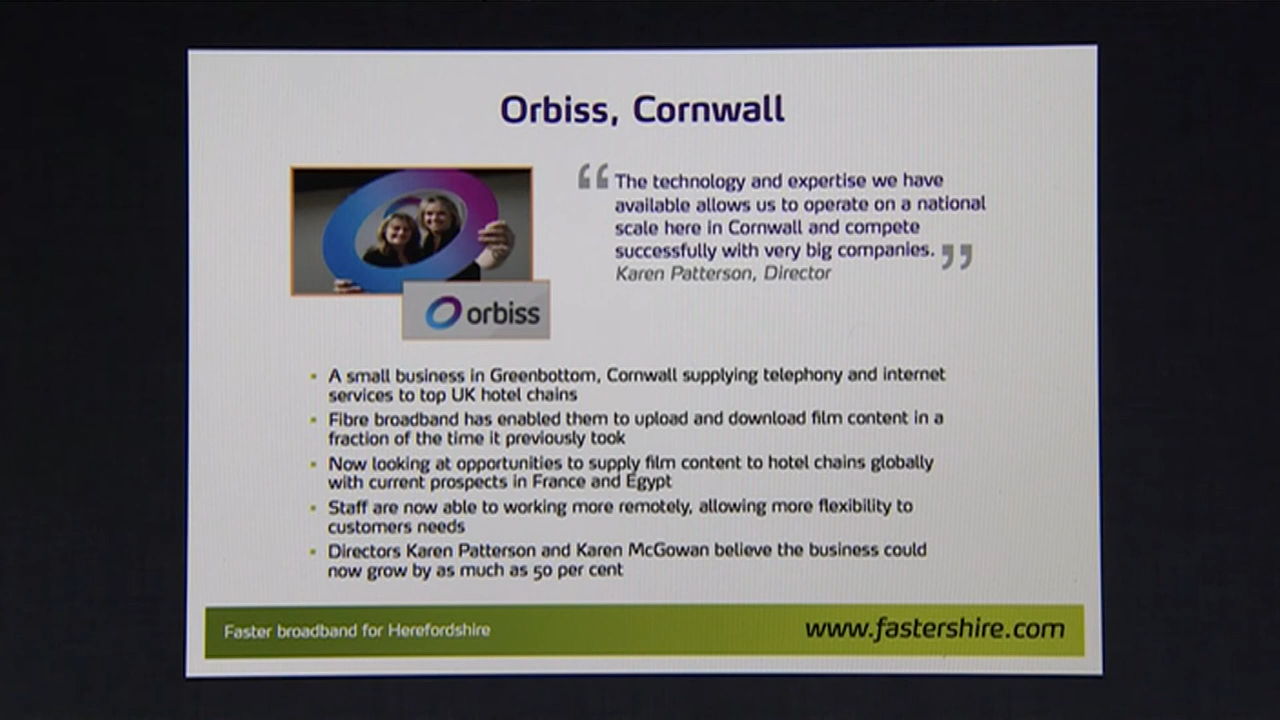 Orbiss, Cornwall
“ The technology and expertise we have
available allows us to operate on a national
scale here in Cornwall and compete
successfully with very big companies. ”
Karen Patterson, Director
orbiss
▪ A small business in Greenbottom, Cornwall supplying telephony and internet
services to top UK hotel chains
▪ Fibre broadband has enabled them to upload and download film content in a
fraction of the time it previously took
▪ Now looking at opportunities to supply film content to hotel chains globally
with current prospects in France and Egypt
▪ Staff are now able to working more remotely, allowing more flexibility to
customers needs
▪ Directors Karen Patterson and Karen McGowan believe the business could
now grow by as much as 50 per cent
Faster broadband for Herefordshire
www.fastershire.com